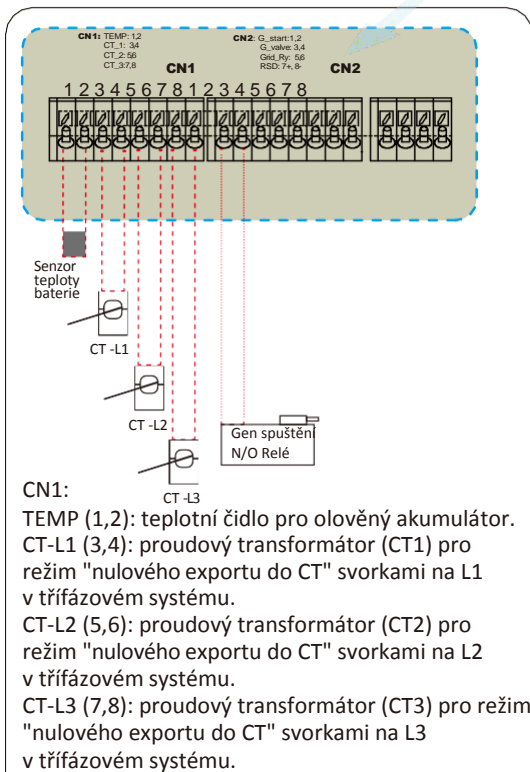 CN1: TEMP: 1,2
CT_1: 3,4
CT_2: 5,6
CT_3:7,8
CN2: G_start:1,2
G_valve: 3,4
Grid_Ry: 5,6
RSD: 7+, 8-
CN1
CN2
1 2 3 4 5 6 7 8 1 2 3 4 5 6 7 8
Senzor
teploty
baterie
CT -L1
CT -L2
CT -L3
Gen spuštění
N/O Relé
CN1:
TEMP (1,2): teplotní čidlo pro olověný akumulátor.
CT-L1 (3,4): proudový transformátor (CT1) pro
režim "nulového exportu do CT" svorkami na L1
v třífázovém systému.
CT-L2 (5,6): proudový transformátor (CT2) pro
režim "nulového exportu do CT" svorkami na L2
v třífázovém systému.
CT-L3 (7,8): proudový transformátor (CT3) pro režim
"nulového exportu do CT" svorkami na L3
v třífázovém systému.